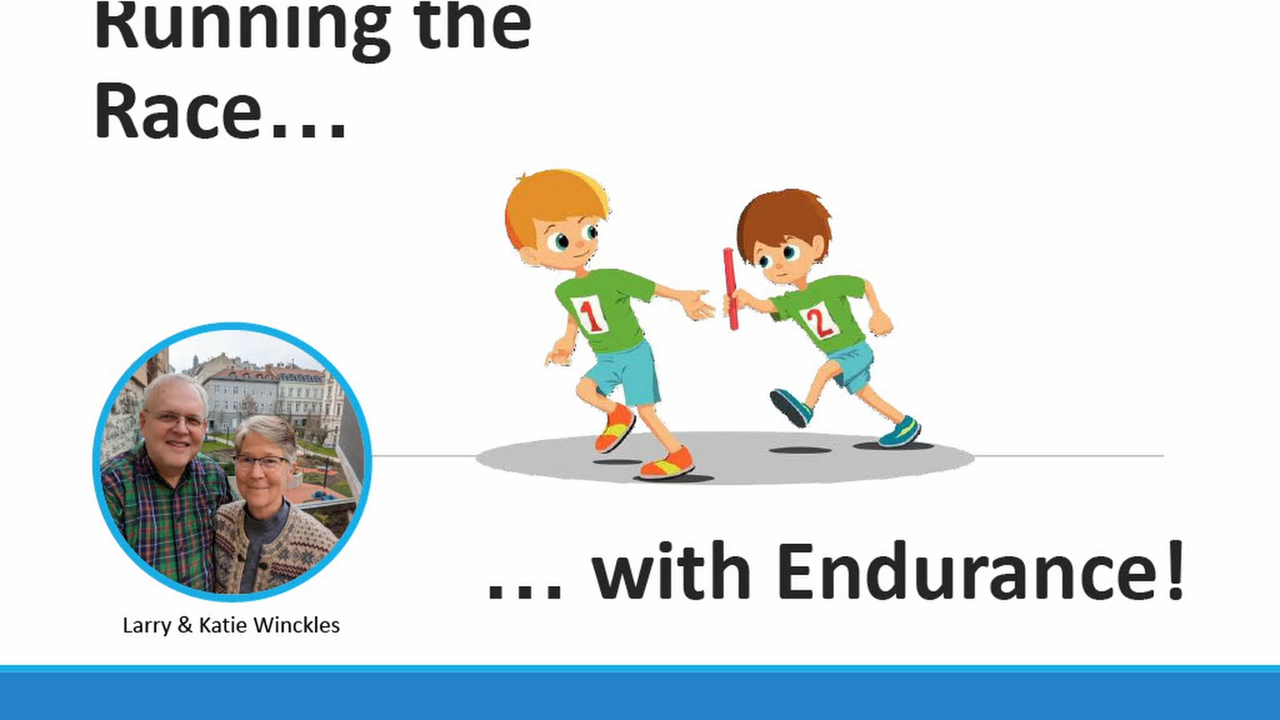 Running the
Race…
1
2
… with Endurance!
Larry & Katie Winckles